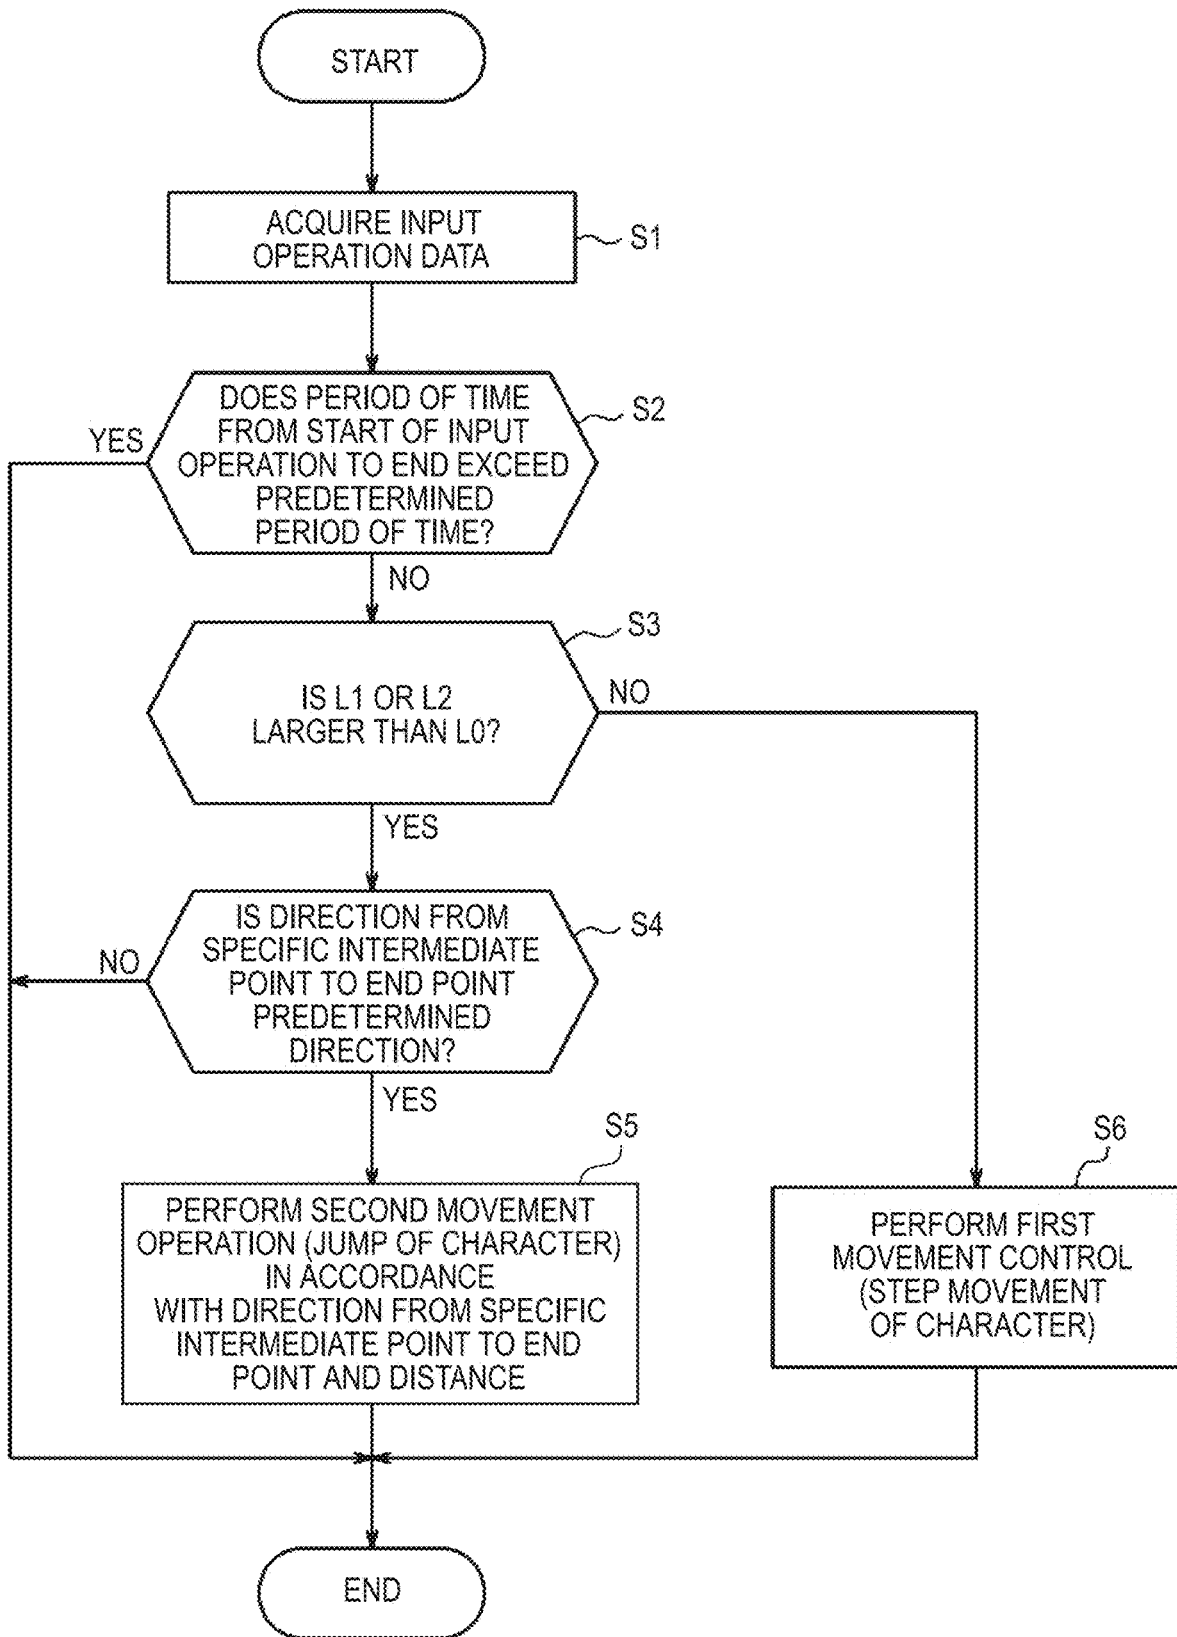 START
ACQUIRE INPUT
OPERATION DATA
S1
DOES PERIOD OF TIME
FROM START OF INPUT
OPERATION TO END EXCEED
PREDETERMINED
PERIOD OF TIME?
S2
YES
NO
S3
IS L1 OR L2
LARGER THAN L0?
NO
YES
IS DIRECTION FROM
SPECIFIC INTERMEDIATE
POINT TO END POINT
PREDETERMINED
DIRECTION?
S4
NO
YES
S5
PERFORM SECOND MOVEMENT
OPERATION (JUMP OF CHARACTER)
IN ACCORDANCE
WITH DIRECTION FROM SPECIFIC
INTERMEDIATE POINT TO END
POINT AND DISTANCE
S6
PERFORM FIRST
MOVEMENT CONTROL
(STEP MOVEMENT
OF CHARACTER)
END